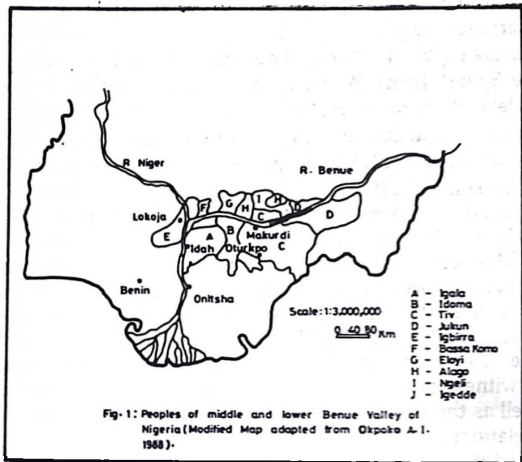 R. Niger
R. Benue
F
G
H
I
H
D
C
D
Lokoja
E
A
B
Makurdi
Idah
Oturkpo
C
Benin
Onitsha
Scale: 1:3,000,000
0 40 80 Km
A - Igala
B - Idoma
C - Tiv
D - Jukun
E - Igbirra
F - Bassa Komo
G - Eloyi
H - Alago
I - Ngeli
J - Igedde
Fig. 1: Peoples of middle and lower Benue Valley of
Nigeria (Modified Map adapted from Okpoko A. I.
1988).